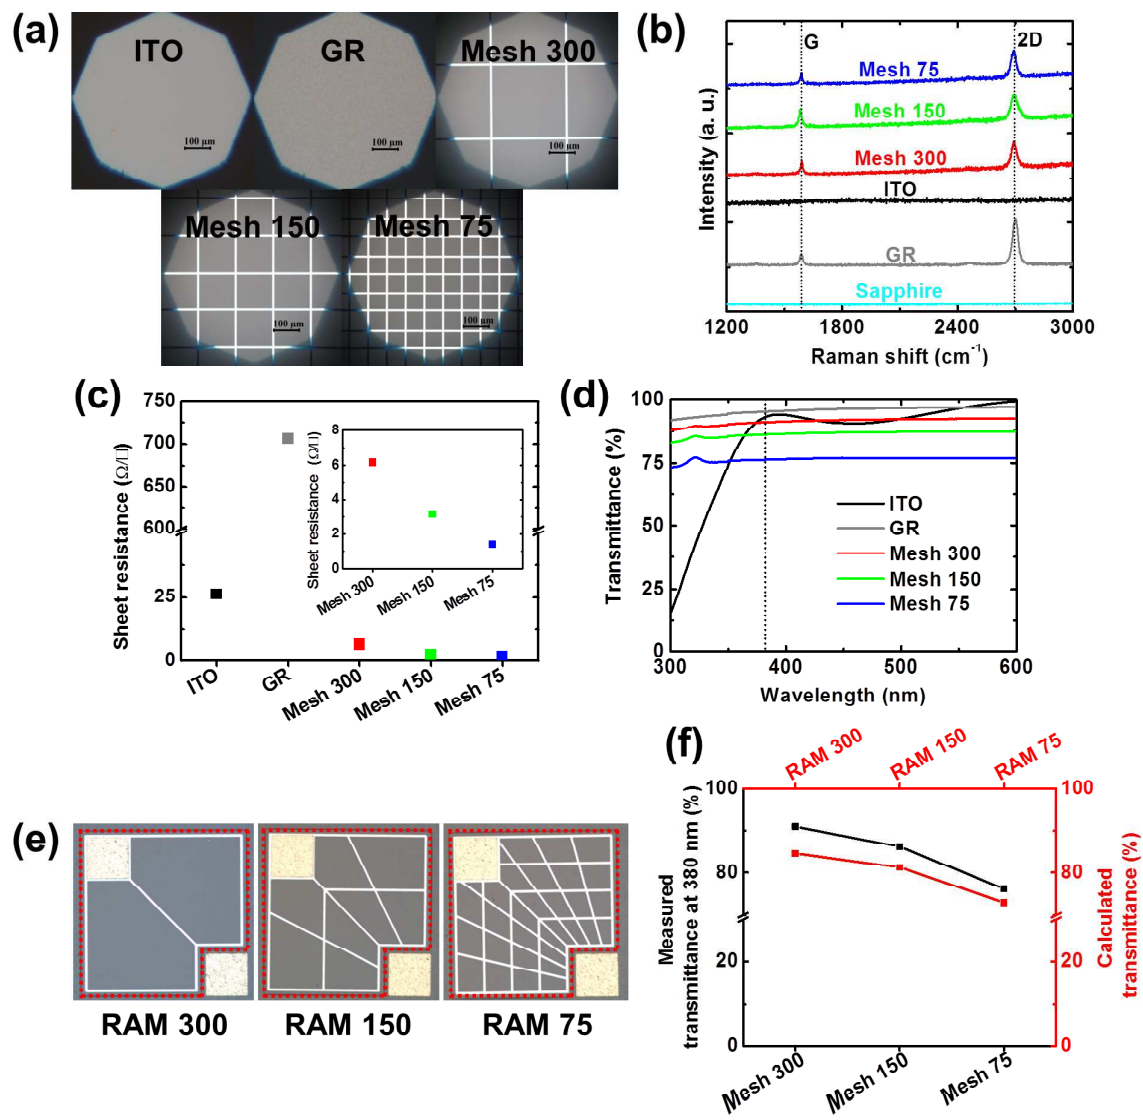 (a)
ITO
GR
Mesh 300
100 µm
100 µm
100 µm
Mesh 150
Mesh 75
100 µm
100 µm
(b)
G
2D
Mesh 75
Mesh 150
Mesh 300
ITO
GR
Sapphire
Intensity (a. u.)
1200
1800
2400
3000
Raman shift (cm⁻¹)
(c)
Sheet resistance (Ω/□)
750
700
675
650
625
600
25
0
ITO
GR
Mesh 300
Mesh 150
Mesh 75
Sheet resistance (Ω/□)
8
6
4
2
0
Mesh 300
Mesh 150
Mesh 75
(d)
Transmittance (%)
100
75
50
25
0
ITO
GR
Mesh 300
Mesh 150
Mesh 75
300
400
500
600
Wavelength (nm)
(e)
RAM 300
RAM 150
RAM 75
(f)
RAM 300
RAM 150
RAM 75
Measured
transmittance at 380 nm (%)
100
80
20
0
100
80
20
0
Calculated
transmittance (%)
Mesh 300
Mesh 150
Mesh 75